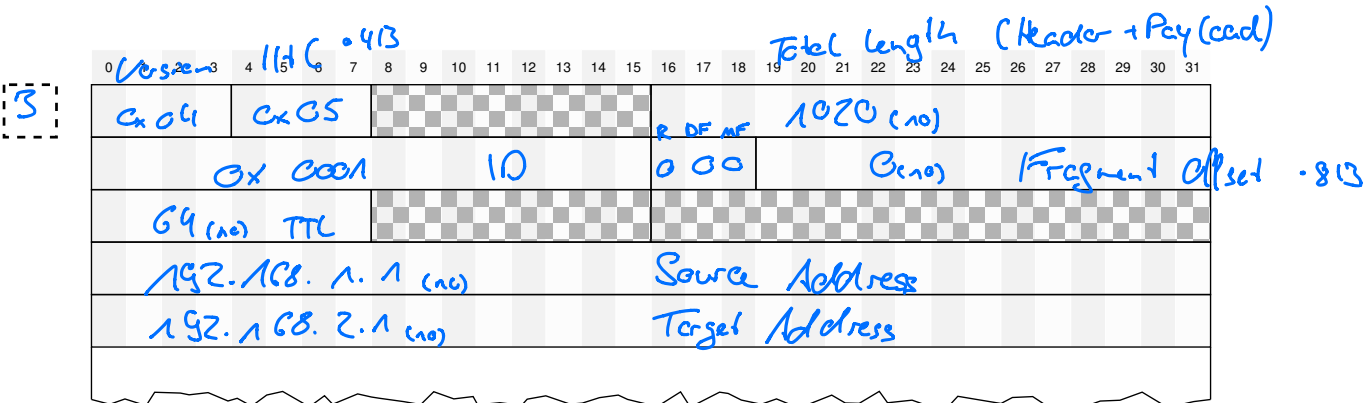 Version IHL • 4B Total length (Header + Payload)
0 1 2 3 4 5 6 7 8 9 10 11 12 13 14 15 16 17 18 19 20 21 22 23 24 25 26 27 28 29 30 31
3 0x04 0x05 1020 (10)
R DF MF
0x 0001 ID 0 0 0 0(10) Fragment Offset • 8B
64 (10) TTL
192.168.1.1 (10) Source Address
192.168.2.1 (10) Target Address